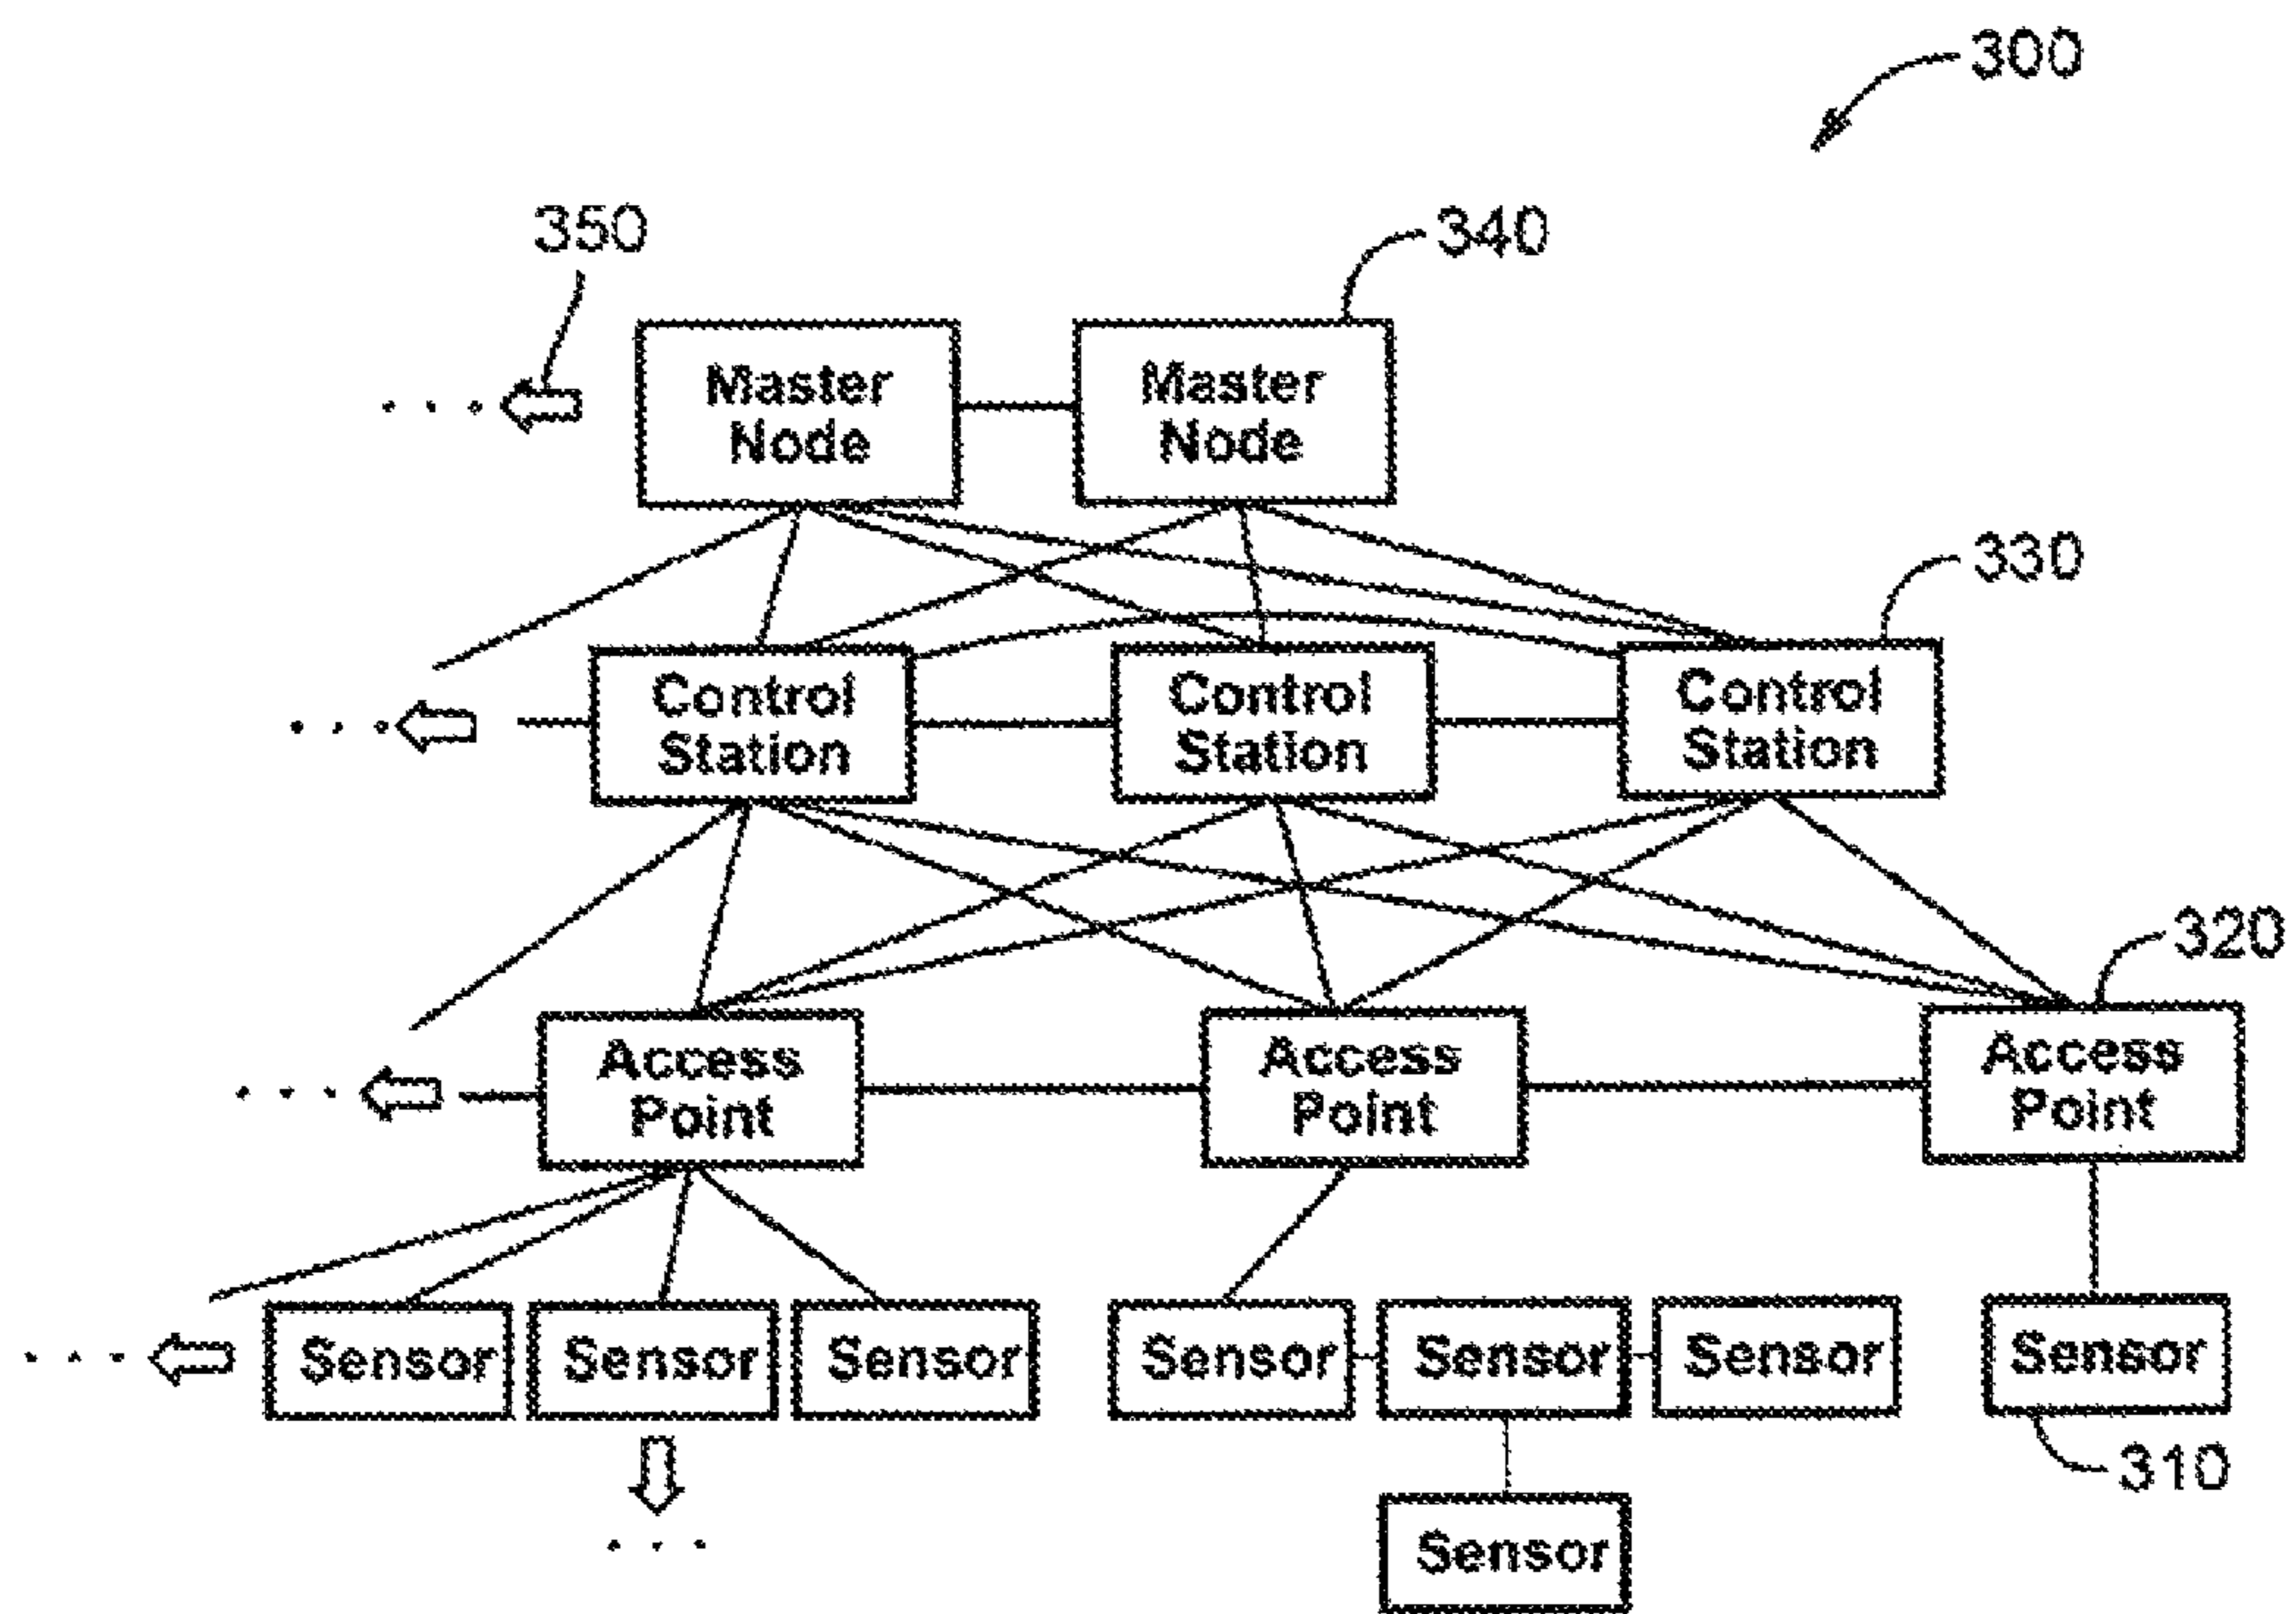 300
350
340
Master Node
Master Node
330
Control Station
Control Station
Control Station
320
Access Point
Access Point
Access Point
Sensor
Sensor
Sensor
Sensor
Sensor
Sensor
Sensor
310
Sensor